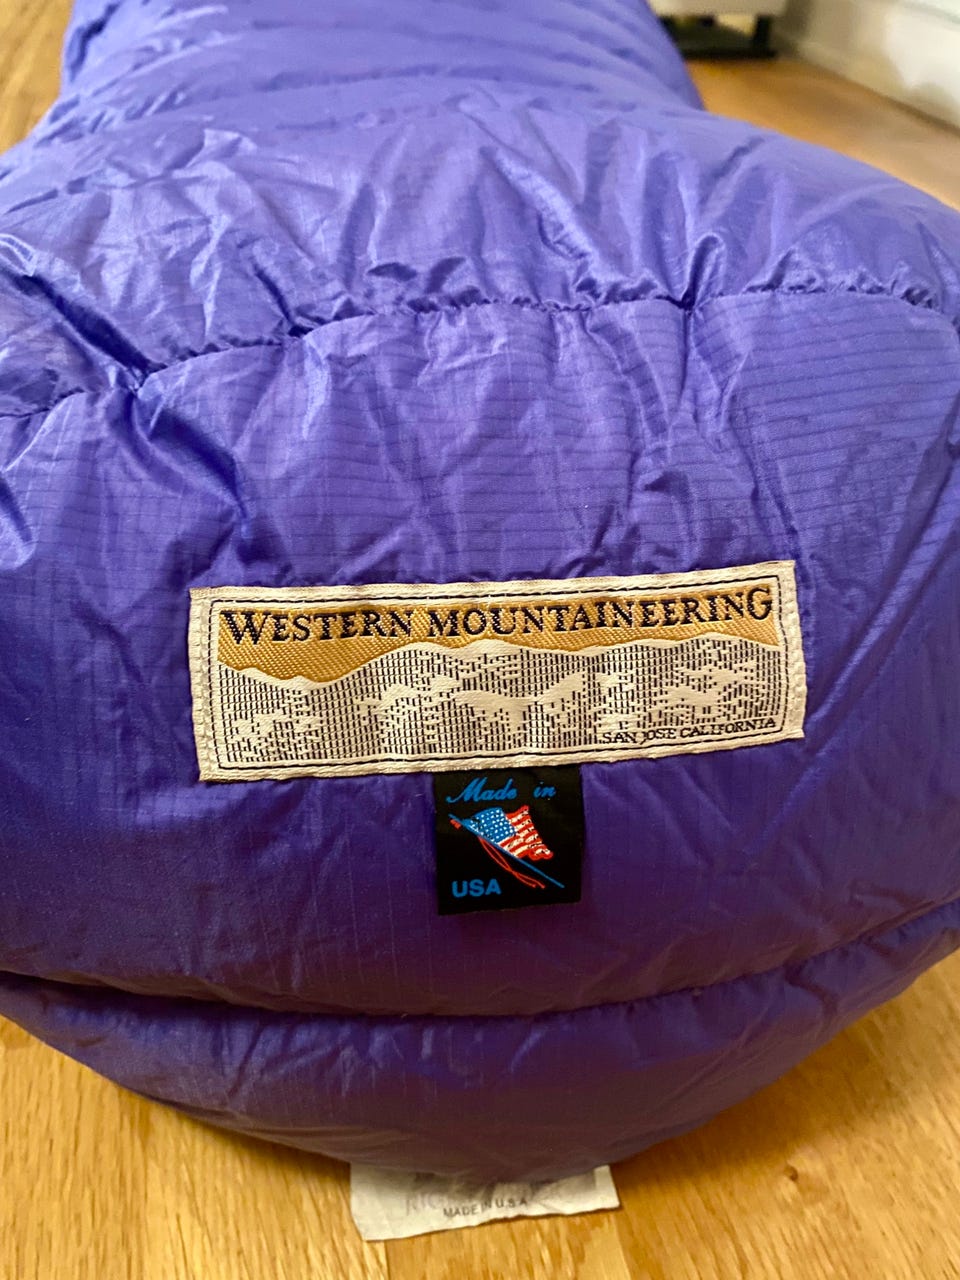 WESTERN MOUNTAINEERING
SAN JOSE CALIFORNIA
Made in
USA
MADE IN U.S.A